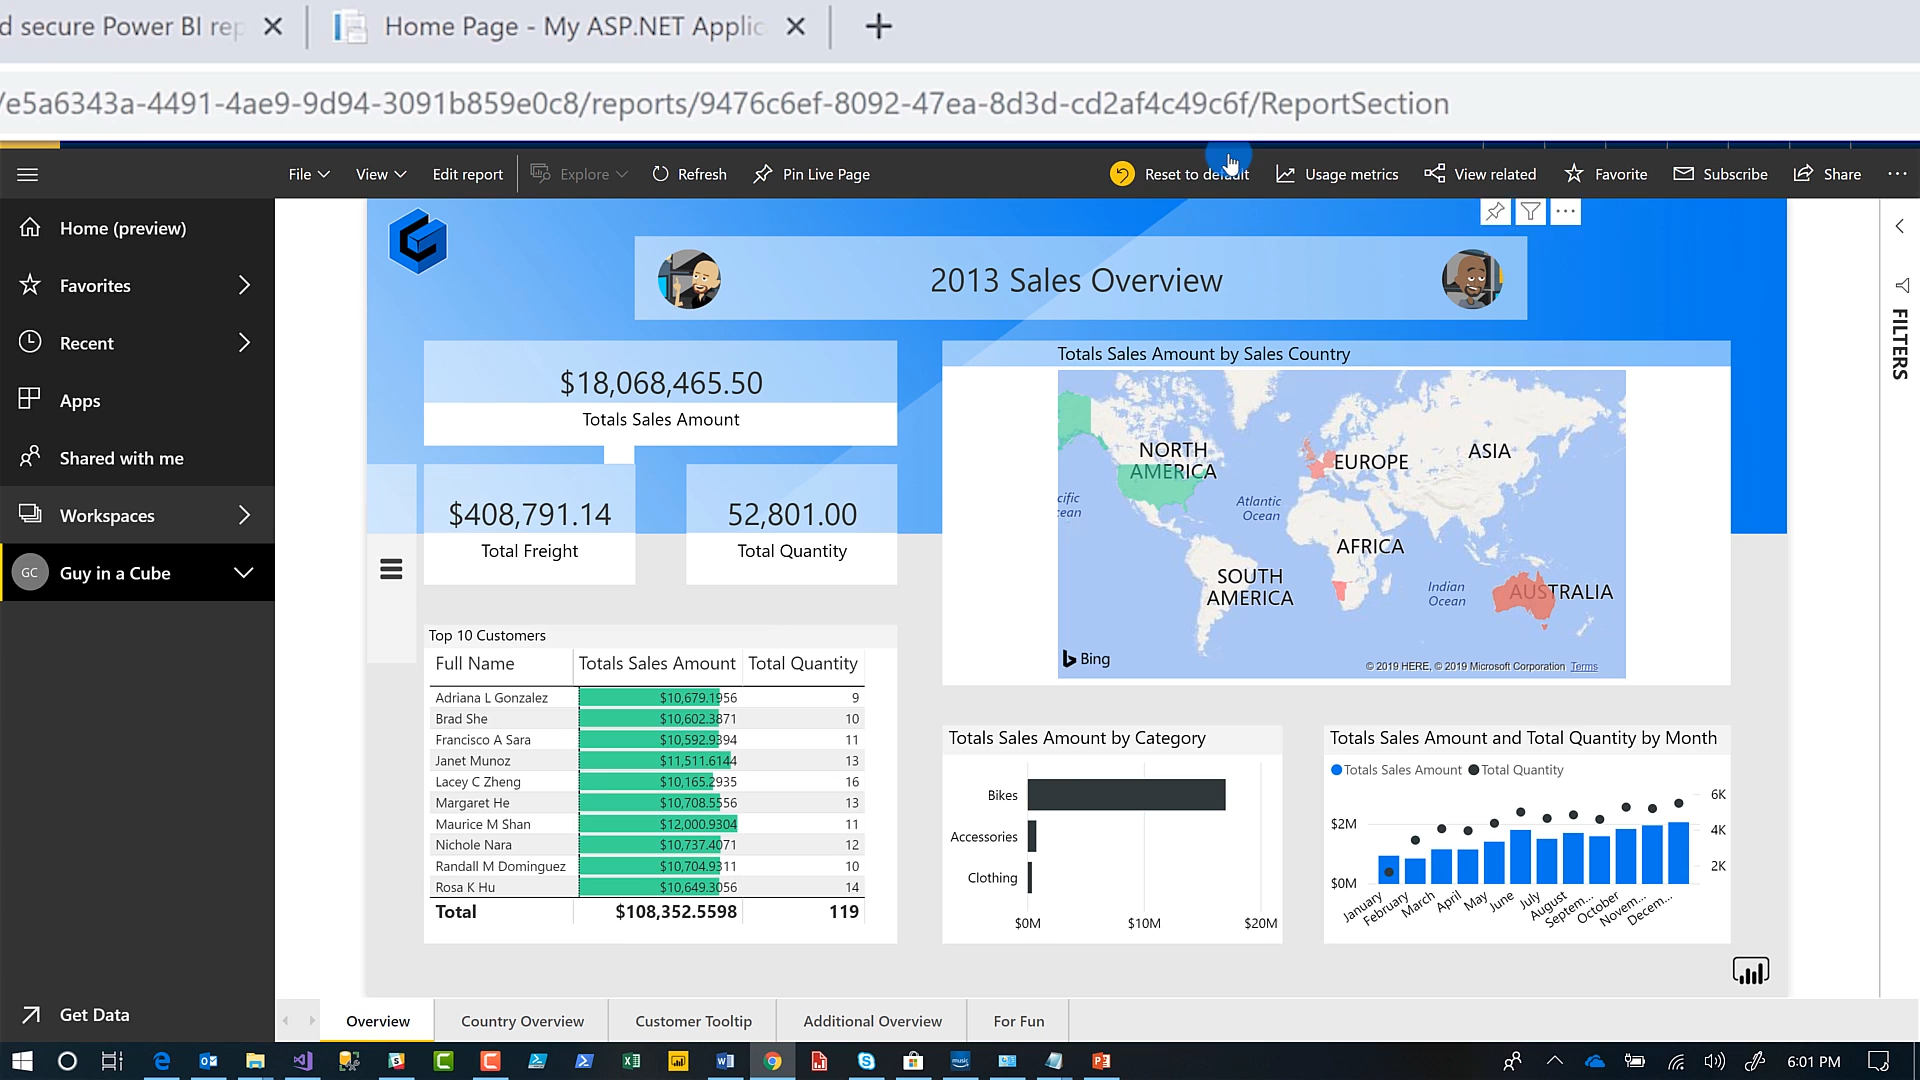 d secure Power BI rep
Home Page - My ASP.NET Applic
/e5a6343a-4491-4ae9-9d94-3091b859e0c8/reports/9476c6ef-8092-47ea-8d3d-cd2af4c49c6f/ReportSection
File View Edit report Explore Refresh Pin Live Page Reset to default Usage metrics View related Favorite Subscribe Share
Home (preview)
Favorites
Recent
Apps
Shared with me
Workspaces
GC Guy in a Cube
Get Data
FILTERS
2013 Sales Overview
$18,068,465.50
Totals Sales Amount
$408,791.14
Total Freight
52,801.00
Total Quantity
Totals Sales Amount by Sales Country
NORTH
AMERICA
EUROPE
ASIA
cific
cean
Atlantic
Ocean
AFRICA
SOUTH
AMERICA
Indian
Ocean
AUSTRALIA
Bing
© 2019 HERE, © 2019 Microsoft Corporation Terms
Top 10 Customers
Full Name Totals Sales Amount Total Quantity
Adriana L Gonzalez $10,679.1956 9
Brad She $10,602.3871 10
Francisco A Sara $10,592.9394 11
Janet Munoz $11,511.6144 13
Lacey C Zheng $10,165.2935 16
Margaret He $10,708.5556 13
Maurice M Shan $12,000.9304 11
Nichole Nara $10,737.4071 12
Randall M Dominguez $10,704.9311 10
Rosa K Hu $10,649.3056 14
Total $108,352.5598 119
Totals Sales Amount by Category
Bikes
Accessories
Clothing
$0M $10M $20M
Totals Sales Amount and Total Quantity by Month
Totals Sales Amount Total Quantity
6K
$2M 4K
2K
$0M
January February March April May June July August Septem... October Novem... Decem...
Overview Country Overview Customer Tooltip Additional Overview For Fun
music
6:01 PM